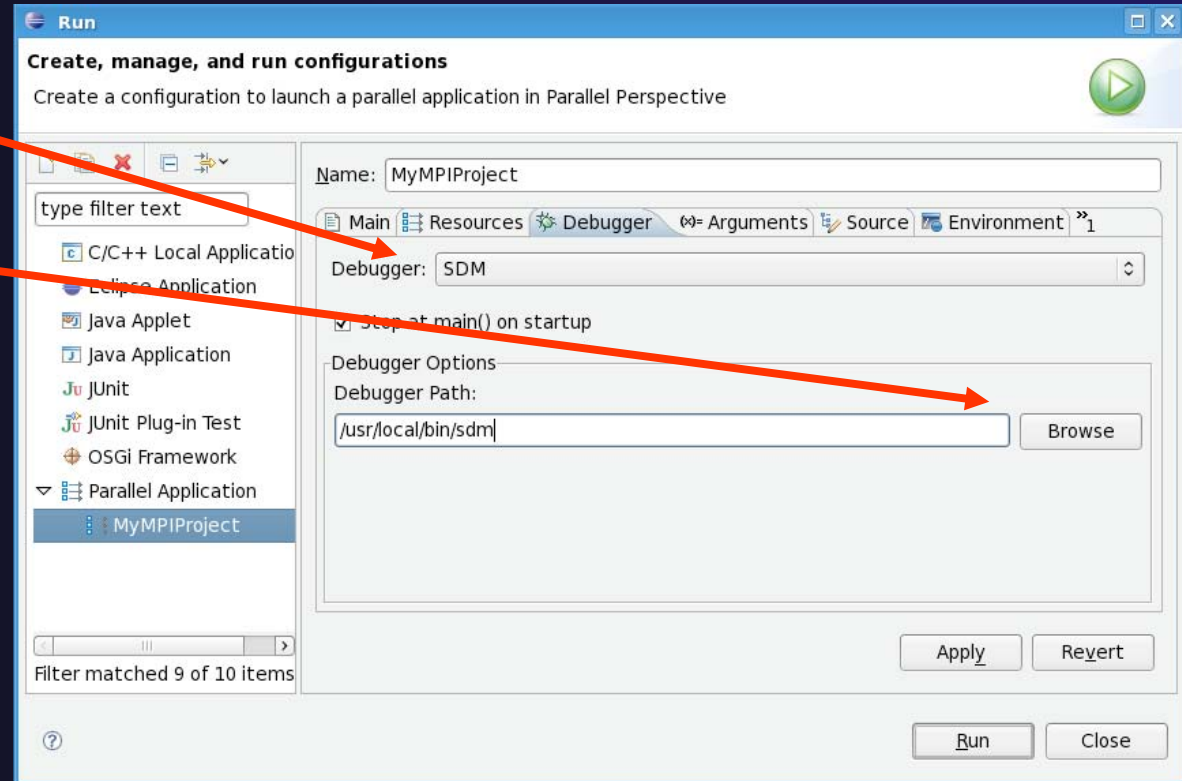 Run
Create, manage, and run configurations
Create a configuration to launch a parallel application in Parallel Perspective
type filter text
C/C++ Local Applicatio
Eclipse Application
Java Applet
Java Application
JUnit
JUnit Plug-in Test
OSGi Framework
Parallel Application
MyMPIProject
Filter matched 9 of 10 items
Name: MyMPIProject
Main Resources Debugger (x)= Arguments Source Environment »1
Debugger: SDM
Stop at main() on startup
Debugger Options
Debugger Path:
/usr/local/bin/sdm
Browse
Apply Revert
Run Close